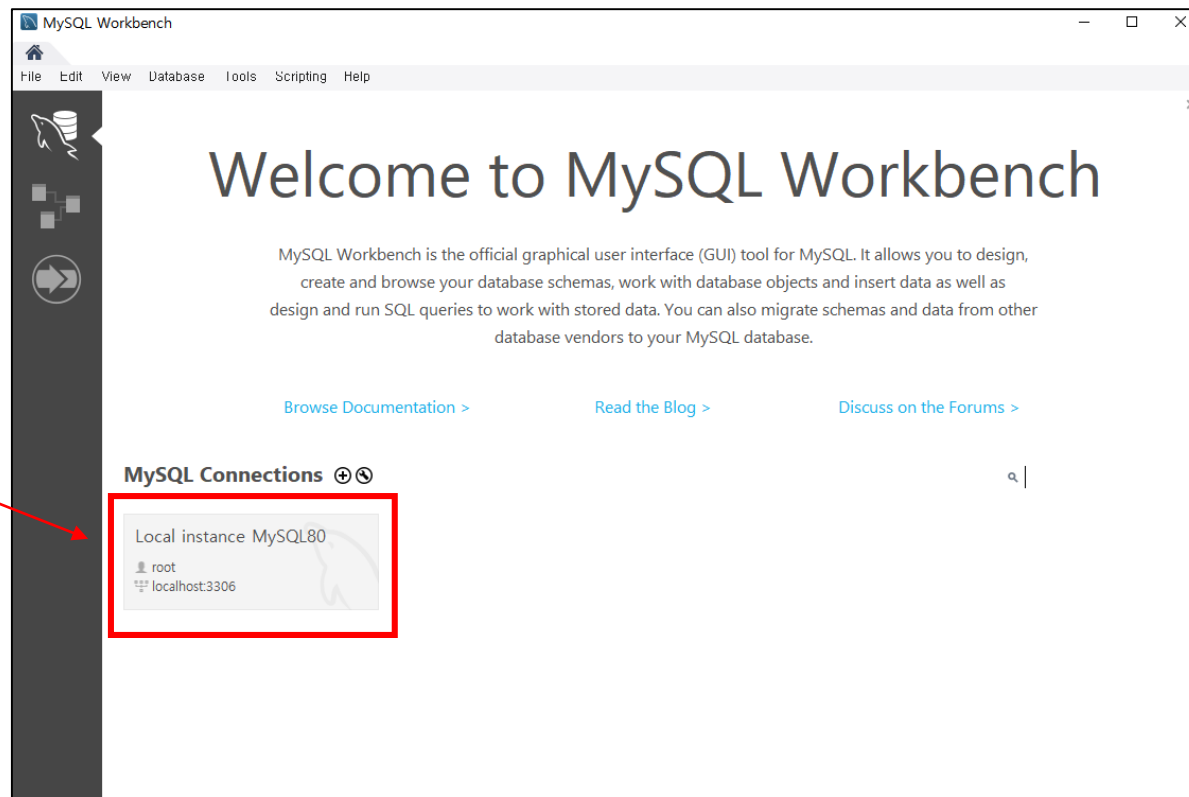 MySQL Workbench
File Edit View Database Tools Scripting Help
Welcome to MySQL Workbench
MySQL Workbench is the official graphical user interface (GUI) tool for MySQL. It allows you to design,
create and browse your database schemas, work with database objects and insert data as well as
design and run SQL queries to work with stored data. You can also migrate schemas and data from other
database vendors to your MySQL database.
Browse Documentation > Read the Blog > Discuss on the Forums >
MySQL Connections
Local instance MySQL80
root
localhost:3306